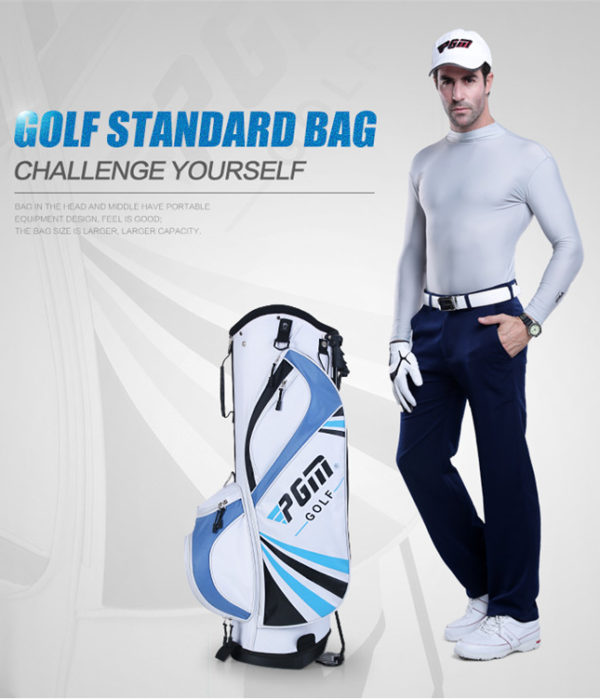 PGM
GOLF STANDARD BAG
CHALLENGE YOURSELF
BAG IN THE HEAD AND MIDDLE HAVE PORTABLE
EQUIPMENT DESIGN, FEEL IS GOOD;
THE BAG SIZE IS LARGER, LARGER CAPACITY.
PGM®
GOLF